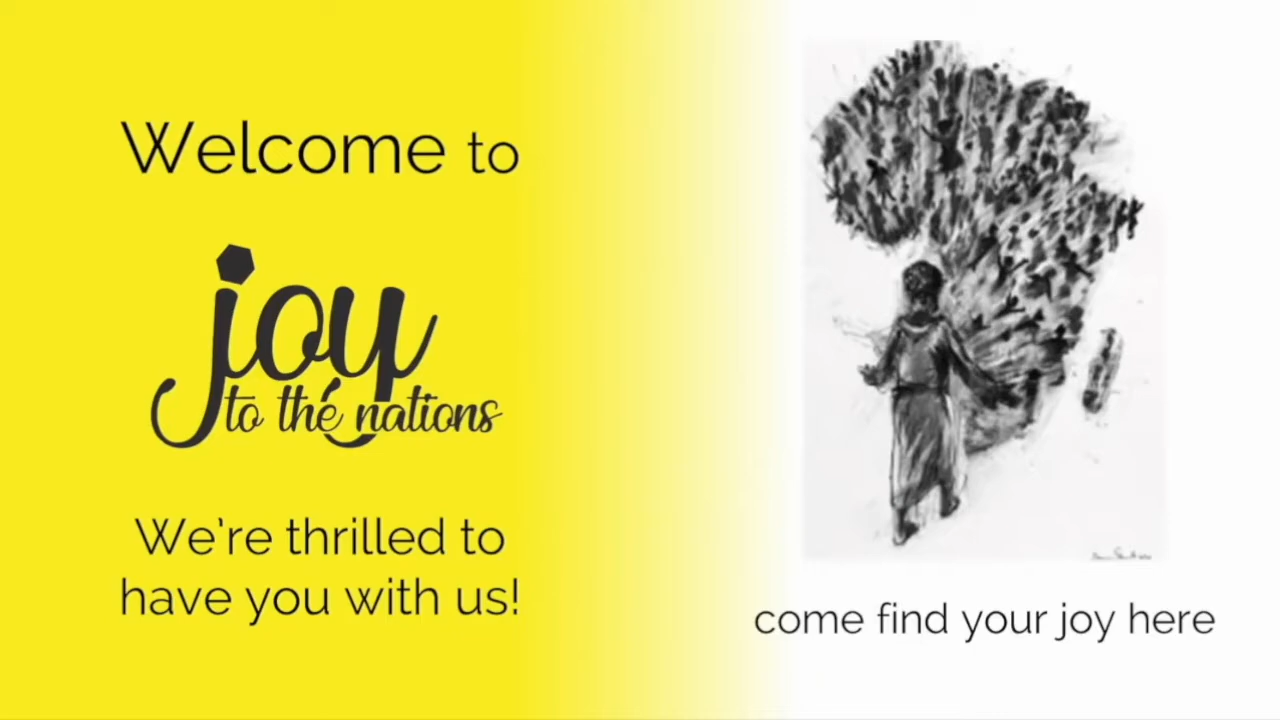 Welcome to
joy
to the nations
We're thrilled to
have you with us!
come find your joy here